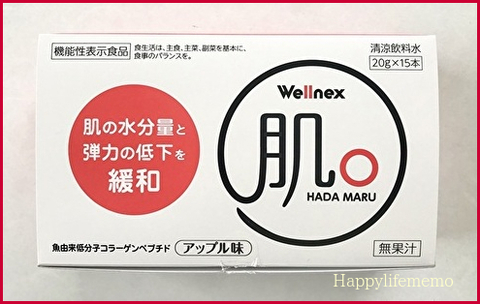 機能性表示食品
食生活は、主食、主菜、副菜を基本に、
食事のバランスを。
清涼飲料水
20g×15本
肌の水分量と
弾力の低下を
緩和
Wellnex
肌
HADA MARU
魚由来低分子コラーゲンペプチド
アップル味
無果汁
Happylifememo